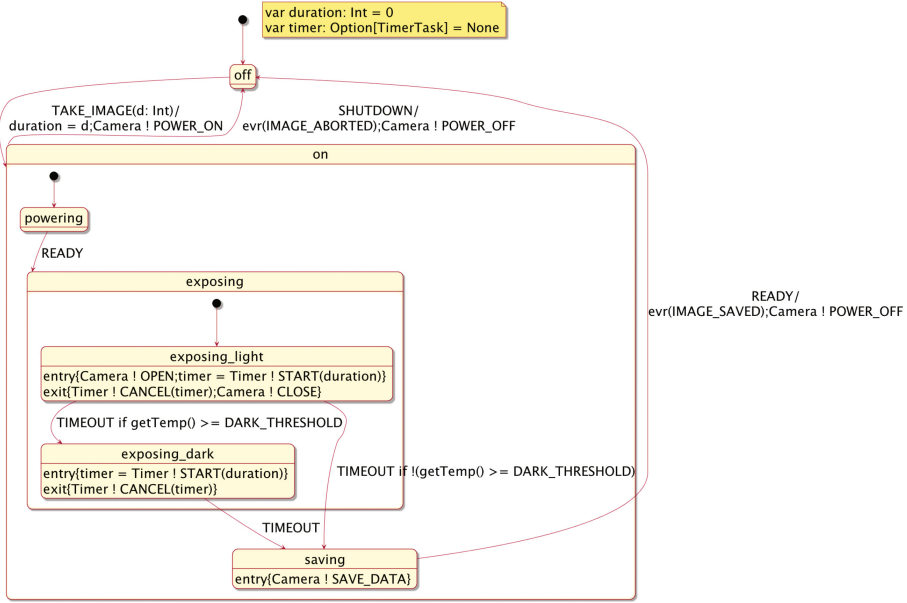 var duration: Int = 0
var timer: Option[TimerTask] = None
off
TAKE_IMAGE(d: Int)/
duration = d;Camera ! POWER_ON
SHUTDOWN/
evr(IMAGE_ABORTED);Camera ! POWER_OFF
on
powering
READY
exposing
READY/
evr(IMAGE_SAVED);Camera ! POWER_OFF
exposing_light
entry{Camera ! OPEN;timer = Timer ! START(duration)}
exit{Timer ! CANCEL(timer);Camera ! CLOSE}
TIMEOUT if getTemp() >= DARK_THRESHOLD
exposing_dark
entry{timer = Timer ! START(duration)}
exit{Timer ! CANCEL(timer)}
TIMEOUT if !(getTemp() >= DARK_THRESHOLD)
TIMEOUT
saving
entry{Camera ! SAVE_DATA}